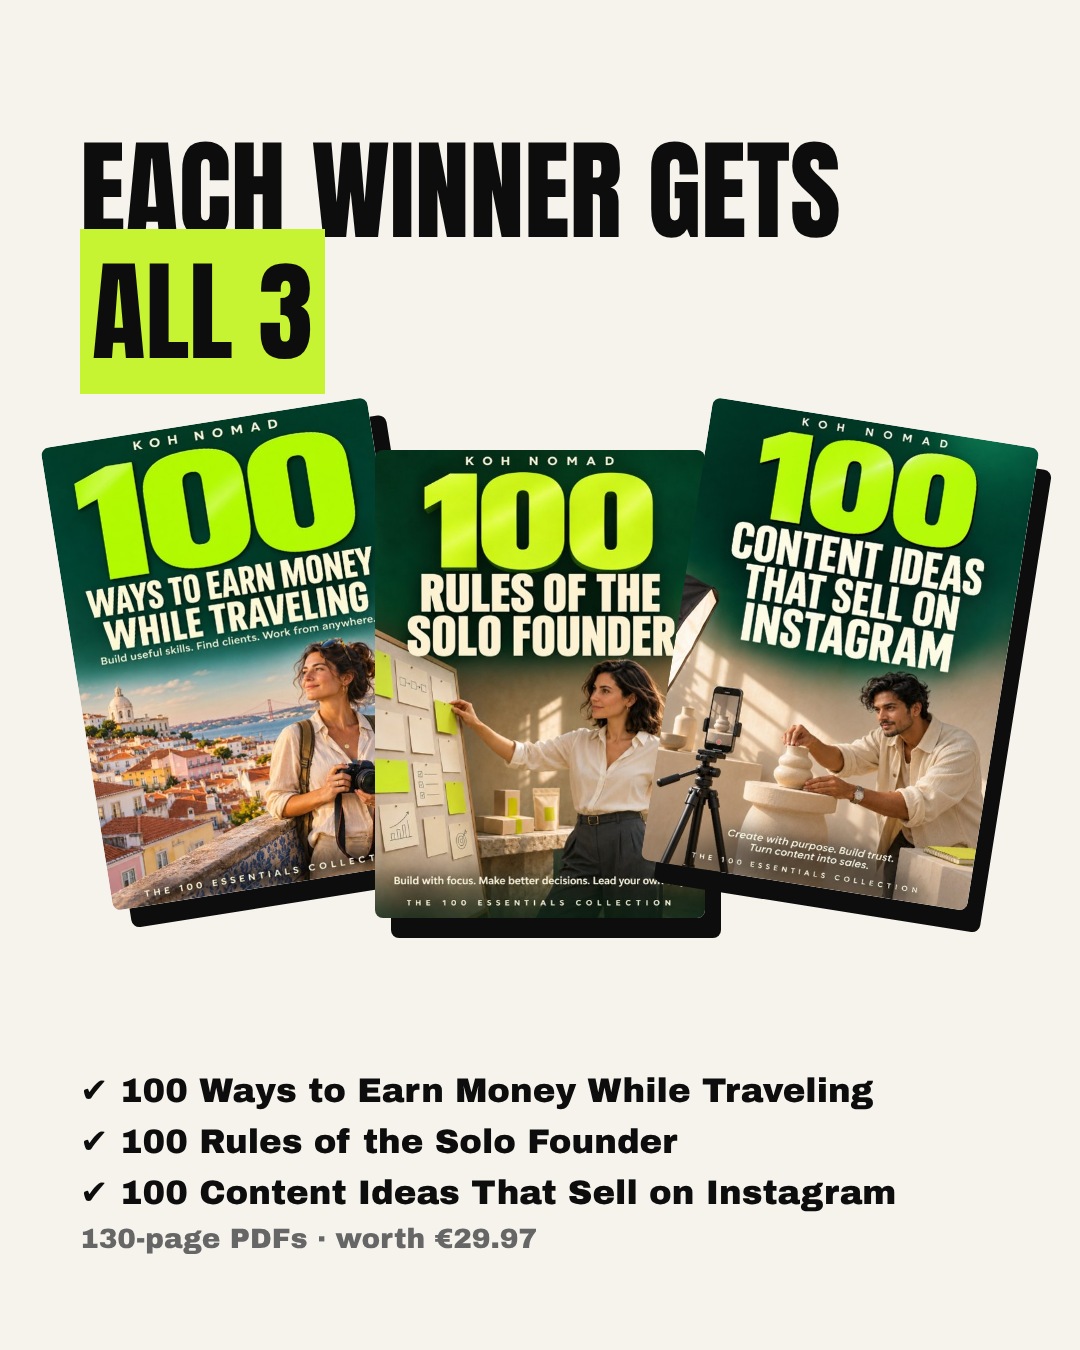 EACH WINNER GETS
ALL 3
KOH NOMAD
100
WAYS TO EARN MONEY
WHILE TRAVELING
Build useful skills. Find clients. Work from anywhere.
THE 100 ESSENTIALS COLLECT
KOH NOMAD
100
RULES OF THE
SOLO FOUNDER
Build with focus. Make better decisions. Lead your own
THE 100 ESSENTIALS COLLECTION
KOH NOMAD
100
CONTENT IDEAS
THAT SELL ON
INSTAGRAM
Create with purpose. Build trust.
Turn content into sales.
THE 100 ESSENTIALS COLLECTION
✔ 100 Ways to Earn Money While Traveling
✔ 100 Rules of the Solo Founder
✔ 100 Content Ideas That Sell on Instagram
130-page PDFs · worth €29.97